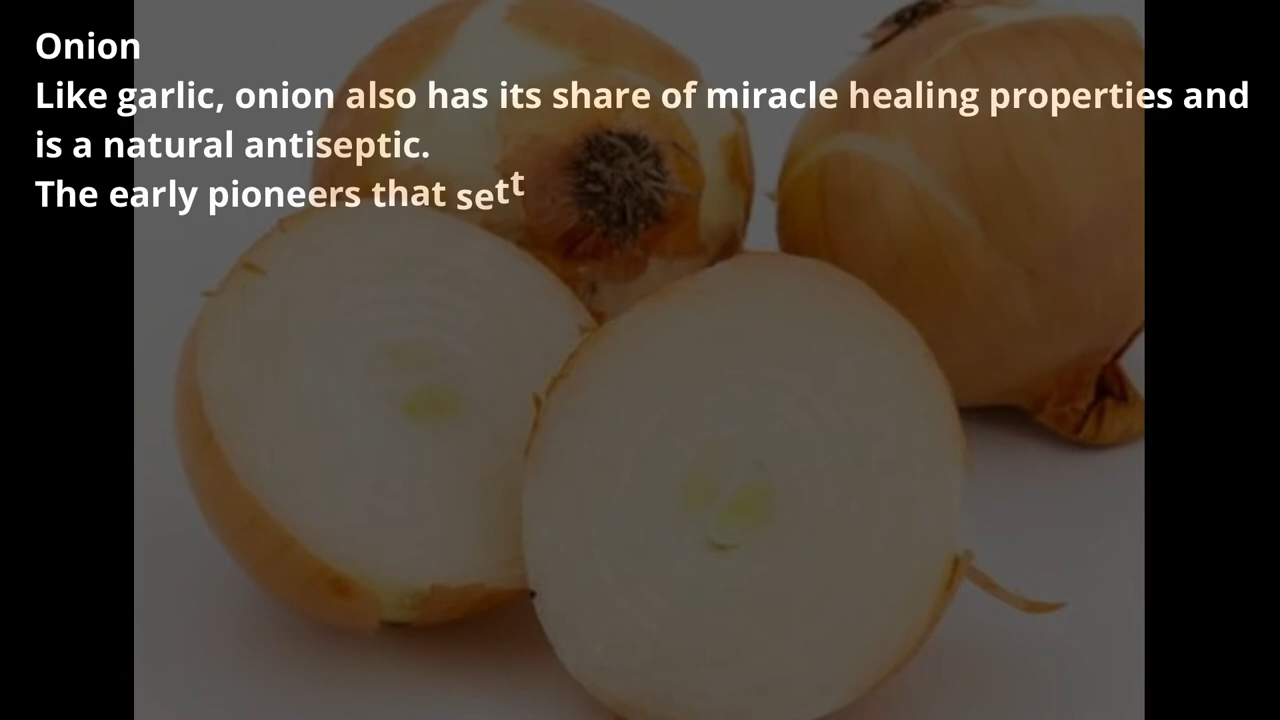 Onion
Like garlic, onion also has its share of miracle healing properties and
is a natural antiseptic.
The early pioneers that sett